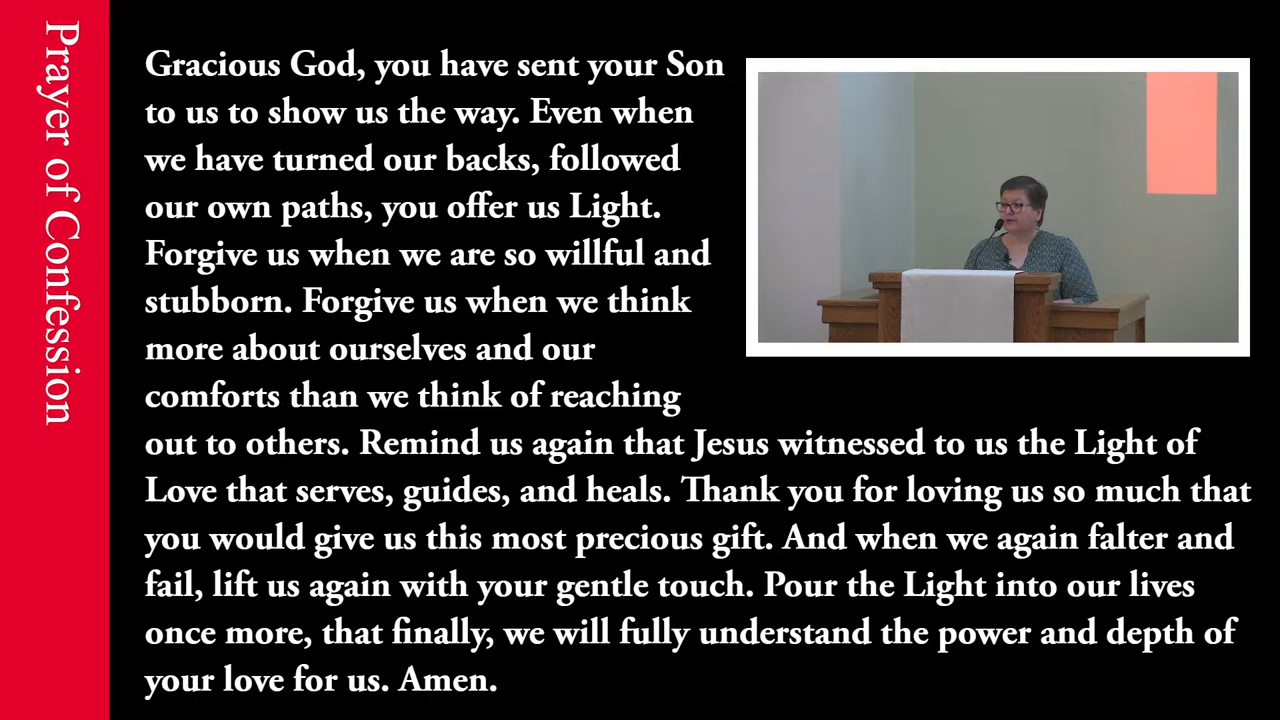 Prayer of Confession
Gracious God, you have sent your Son
to us to show us the way. Even when
we have turned our backs, followed
our own paths, you offer us Light.
Forgive us when we are so willful and
stubborn. Forgive us when we think
more about ourselves and our
comforts than we think of reaching
out to others. Remind us again that Jesus witnessed to us the Light of
Love that serves, guides, and heals. Thank you for loving us so much that
you would give us this most precious gift. And when we again falter and
fail, lift us again with your gentle touch. Pour the Light into our lives
once more, that finally, we will fully understand the power and depth of
your love for us. Amen.